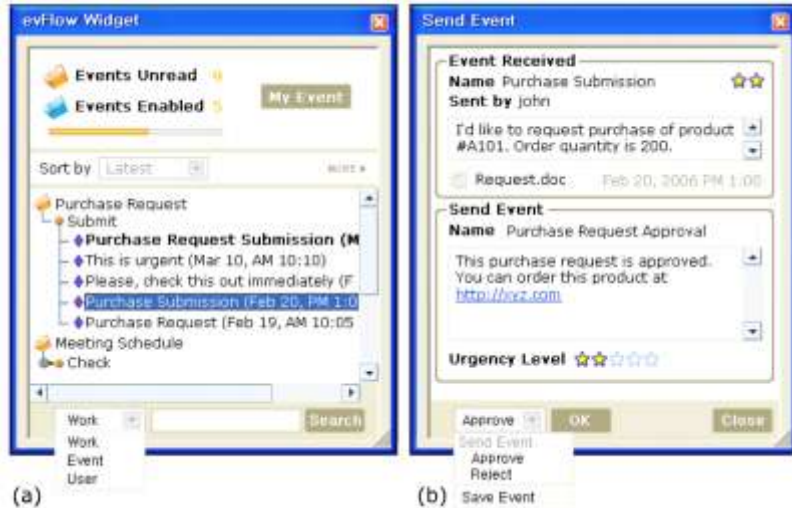 evFlow Widget
Events Unread
Events Enabled 5
My Event
Sort by Latest
MORE
Purchase Request
Submit
Purchase Request Submission (M
This is urgent (Mar 10, AM 10:10)
Please, check this out immediately (F
Purchase Submission (Feb 20, PM 1:0
Purchase Request (Feb 19, AM 10:05
Meeting Schedule
Check
Work
Search
Work
Event
User
(a)
Send Event
Event Received
Name Purchase Submission
Sent by john
I'd like to request purchase of product
#A101. Order quantity is 200.
Request.doc Feb 20, 2006 PM 1:00
Send Event
Name Purchase Request Approval
This purchase request is approved.
You can order this product at
http://xyz.com
Urgency Level
Approve OK Close
Send Event
Approve
Reject
Save Event
(b)